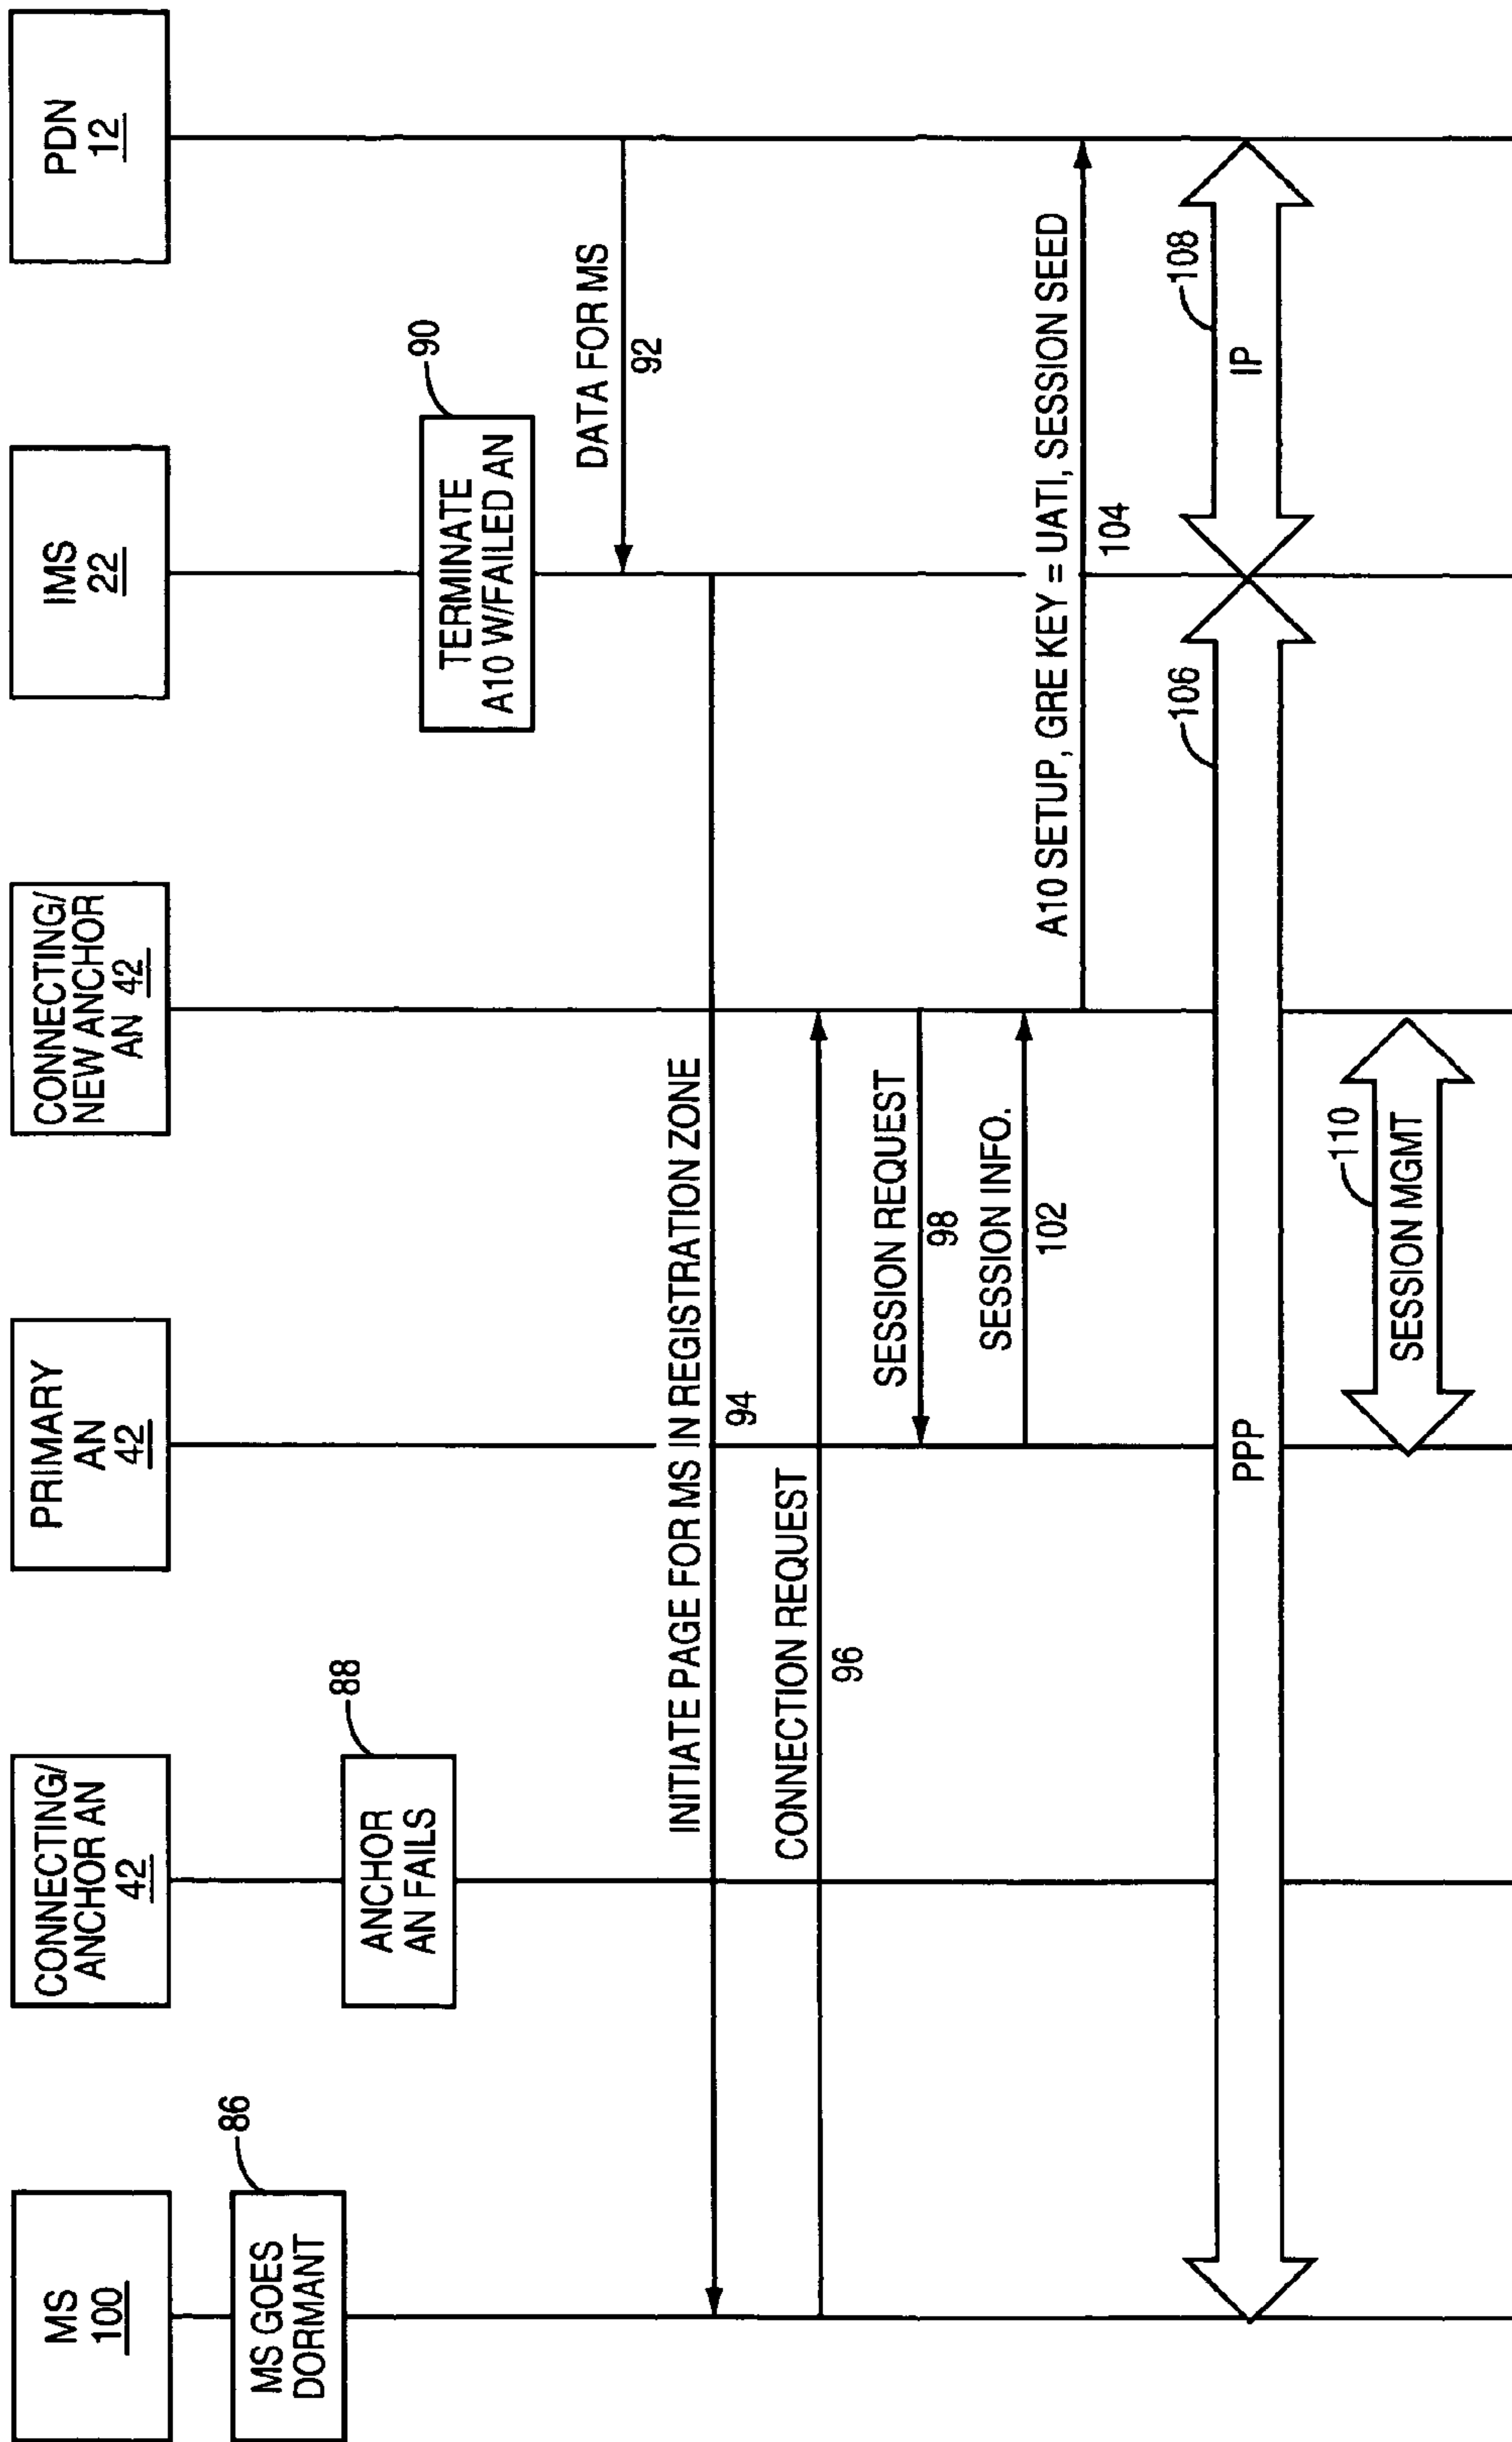 MS
100
CONNECTING/
ANCHOR AN
42
PRIMARY
AN
42
CONNECTING/
NEW ANCHOR
AN 42
IMS
22
PDN
12
MS GOES
DORMANT
86
ANCHOR
AN FAILS
88
TERMINATE
A10 W/FAILED AN
90
DATA FOR MS
92
INITIATE PAGE FOR MS IN REGISTRATION ZONE
94
CONNECTION REQUEST
96
SESSION REQUEST
98
SESSION INFO.
102
A10 SETUP, GRE KEY = UATI, SESSION SEED
104
PPP
106
IP
108
SESSION MGMT
110